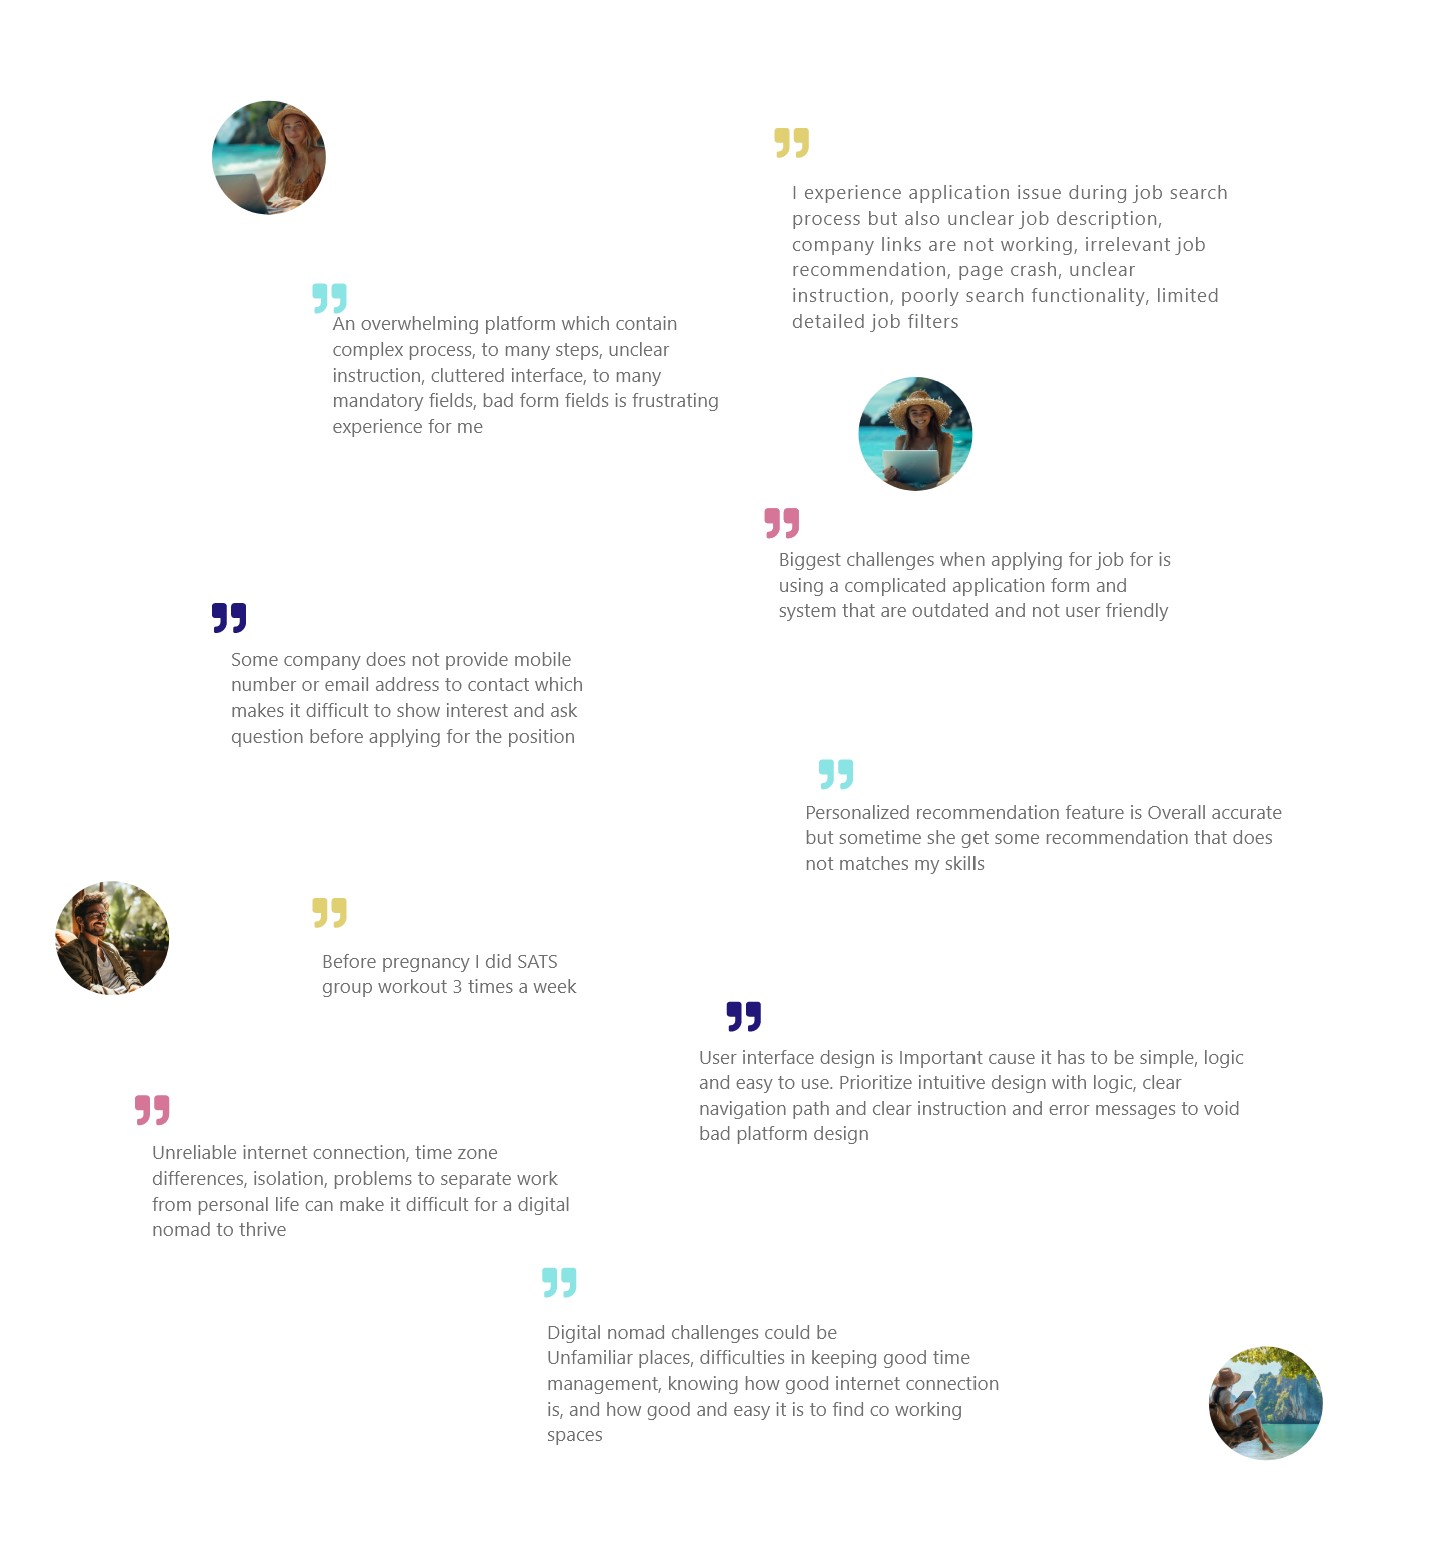 I experience application issue during job search
process but also unclear job description,
company links are not working, irrelevant job
recommendation, page crash, unclear
instruction, poorly search functionality, limited
detailed job filters
An overwhelming platform which contain
complex process, to many steps, unclear
instruction, cluttered interface, to many
mandatory fields, bad form fields is frustrating
experience for me
Biggest challenges when applying for job for is
using a complicated application form and
system that are outdated and not user friendly
Some company does not provide mobile
number or email address to contact which
makes it difficult to show interest and ask
question before applying for the position
Personalized recommendation feature is Overall accurate
but sometime she get some recommendation that does
not matches my skills
Before pregnancy I did SATS
group workout 3 times a week
User interface design is Important cause it has to be simple, logic
and easy to use. Prioritize intuitive design with logic, clear
navigation path and clear instruction and error messages to void
bad platform design
Unreliable internet connection, time zone
differences, isolation, problems to separate work
from personal life can make it difficult for a digital
nomad to thrive
Digital nomad challenges could be
Unfamiliar places, difficulties in keeping good time
management, knowing how good internet connection
is, and how good and easy it is to find co working
spaces